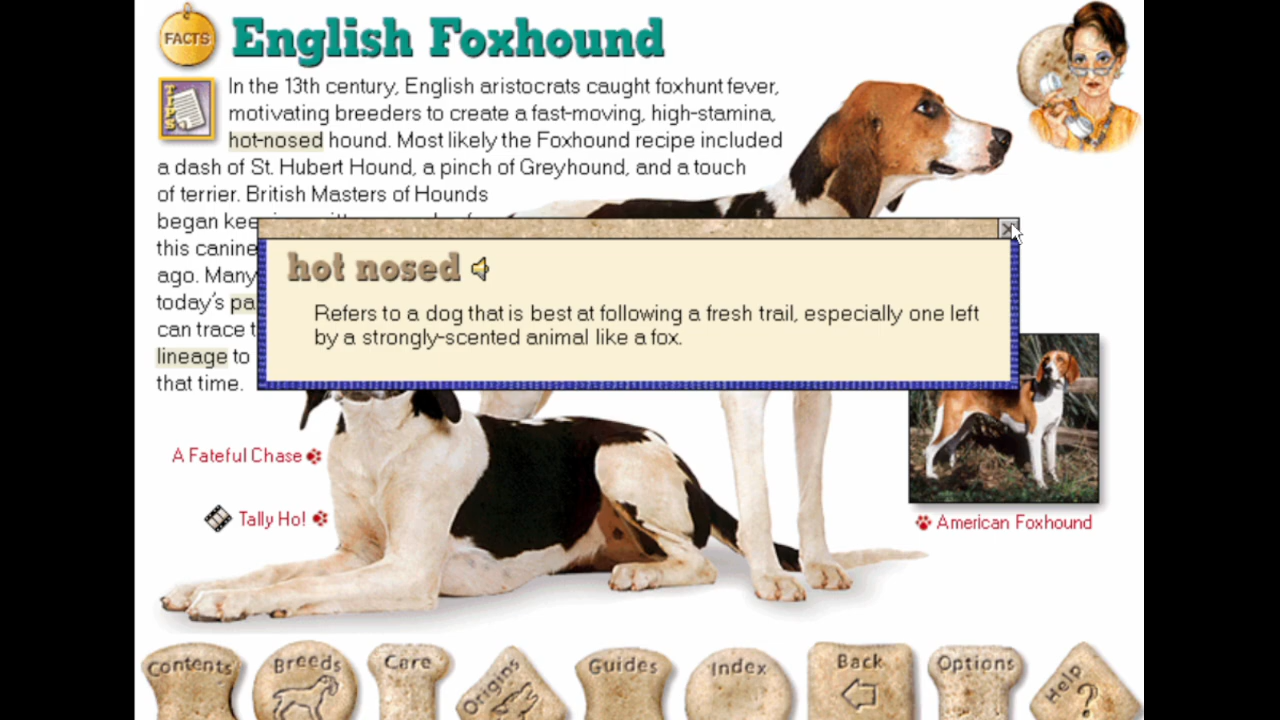 FACTS
English Foxhound
TIPS
In the 13th century, English aristocrats caught foxhunt fever,
motivating breeders to create a fast-moving, high-stamina,
hot-nosed hound. Most likely the Foxhound recipe included
a dash of St. Hubert Hound, a pinch of Greyhound, and a touch
of terrier. British Masters of Hounds
began
this canine
ago. Many
today's
can trace
lineage to
that time.
hot nosed
Refers to a dog that is best at following a fresh trail, especially one left
by a strongly-scented animal like a fox.
A Fateful Chase
Tally Ho!
American Foxhound
Contents
Breeds
Care
Origins
Guides
Index
Back
Options
Help
?